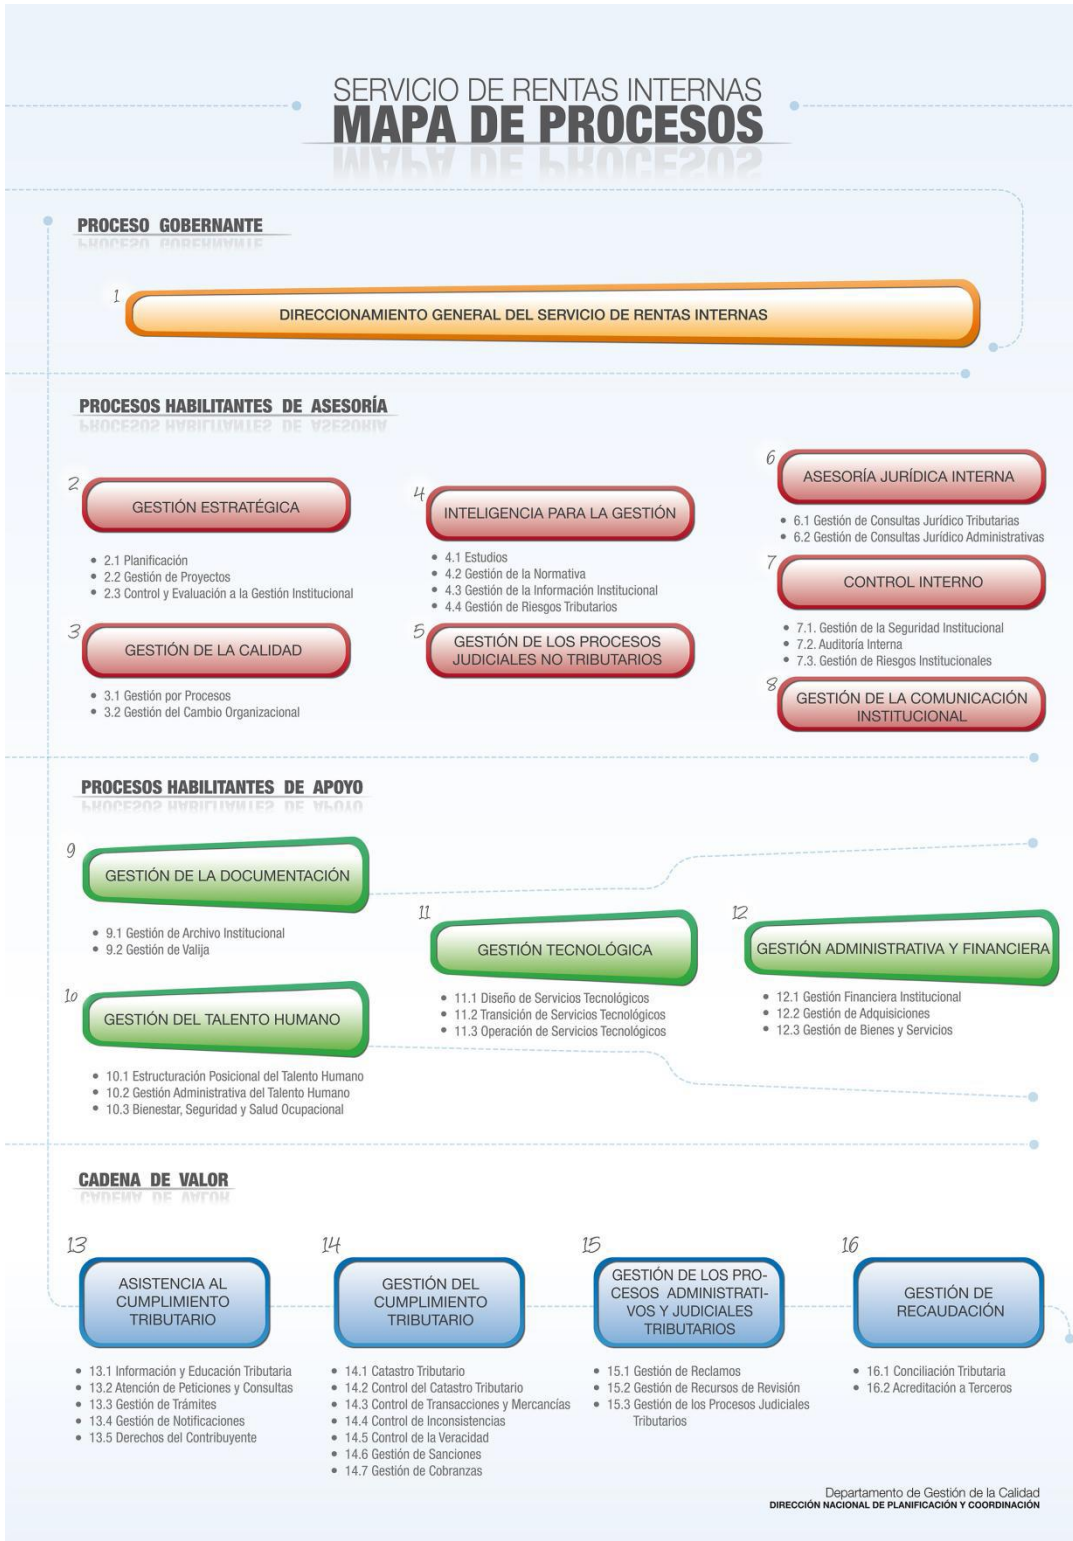 SERVICIO DE RENTAS INTERNAS
MAPA DE PROCESOS
PROCESO GOBERNANTE
1
DIRECCIONAMIENTO GENERAL DEL SERVICIO DE RENTAS INTERNAS
PROCESOS HABILITANTES DE ASESORÍA
2
GESTIÓN ESTRATÉGICA
• 2.1 Planificación
• 2.2 Gestión de Proyectos
• 2.3 Control y Evaluación a la Gestión Institucional
3
GESTIÓN DE LA CALIDAD
• 3.1 Gestión por Procesos
• 3.2 Gestión del Cambio Organizacional
4
INTELIGENCIA PARA LA GESTIÓN
• 4.1 Estudios
• 4.2 Gestión de la Normativa
• 4.3 Gestión de la Información Institucional
• 4.4 Gestión de Riesgos Tributarios
5
GESTIÓN DE LOS PROCESOS
JUDICIALES NO TRIBUTARIOS
6
ASESORÍA JURÍDICA INTERNA
• 6.1 Gestión de Consultas Jurídico Tributarias
• 6.2 Gestión de Consultas Jurídico Administrativas
7
CONTROL INTERNO
• 7.1. Gestión de la Seguridad Institucional
• 7.2. Auditoría Interna
• 7.3. Gestión de Riesgos Institucionales
8
GESTIÓN DE LA COMUNICACIÓN
INSTITUCIONAL
PROCESOS HABILITANTES DE APOYO
9
GESTIÓN DE LA DOCUMENTACIÓN
• 9.1 Gestión de Archivo Institucional
• 9.2 Gestión de Valija
10
GESTIÓN DEL TALENTO HUMANO
• 10.1 Estructuración Posicional del Talento Humano
• 10.2 Gestión Administrativa del Talento Humano
• 10.3 Bienestar, Seguridad y Salud Ocupacional
11
GESTIÓN TECNOLÓGICA
• 11.1 Diseño de Servicios Tecnológicos
• 11.2 Transición de Servicios Tecnológicos
• 11.3 Operación de Servicios Tecnológicos
12
GESTIÓN ADMINISTRATIVA Y FINANCIERA
• 12.1 Gestión Financiera Institucional
• 12.2 Gestión de Adquisiciones
• 12.3 Gestión de Bienes y Servicios
CADENA DE VALOR
13
ASISTENCIA AL
CUMPLIMIENTO
TRIBUTARIO
• 13.1 Información y Educación Tributaria
• 13.2 Atención de Peticiones y Consultas
• 13.3 Gestión de Trámites
• 13.4 Gestión de Notificaciones
• 13.5 Derechos del Contribuyente
14
GESTIÓN DEL
CUMPLIMIENTO
TRIBUTARIO
• 14.1 Catastro Tributario
• 14.2 Control del Catastro Tributario
• 14.3 Control de Transacciones y Mercancías
• 14.4 Control de Inconsistencias
• 14.5 Control de la Veracidad
• 14.6 Gestión de Sanciones
• 14.7 Gestión de Cobranzas
15
GESTIÓN DE LOS PRO-
CESOS ADMINISTRATI-
VOS Y JUDICIALES
TRIBUTARIOS
• 15.1 Gestión de Reclamos
• 15.2 Gestión de Recursos de Revisión
• 15.3 Gestión de los Procesos Judiciales
Tributarios
16
GESTIÓN DE
RECAUDACIÓN
• 16.1 Conciliación Tributaria
• 16.2 Acreditación a Terceros
Departamento de Gestión de la Calidad
DIRECCIÓN NACIONAL DE PLANIFICACIÓN Y COORDINACIÓN